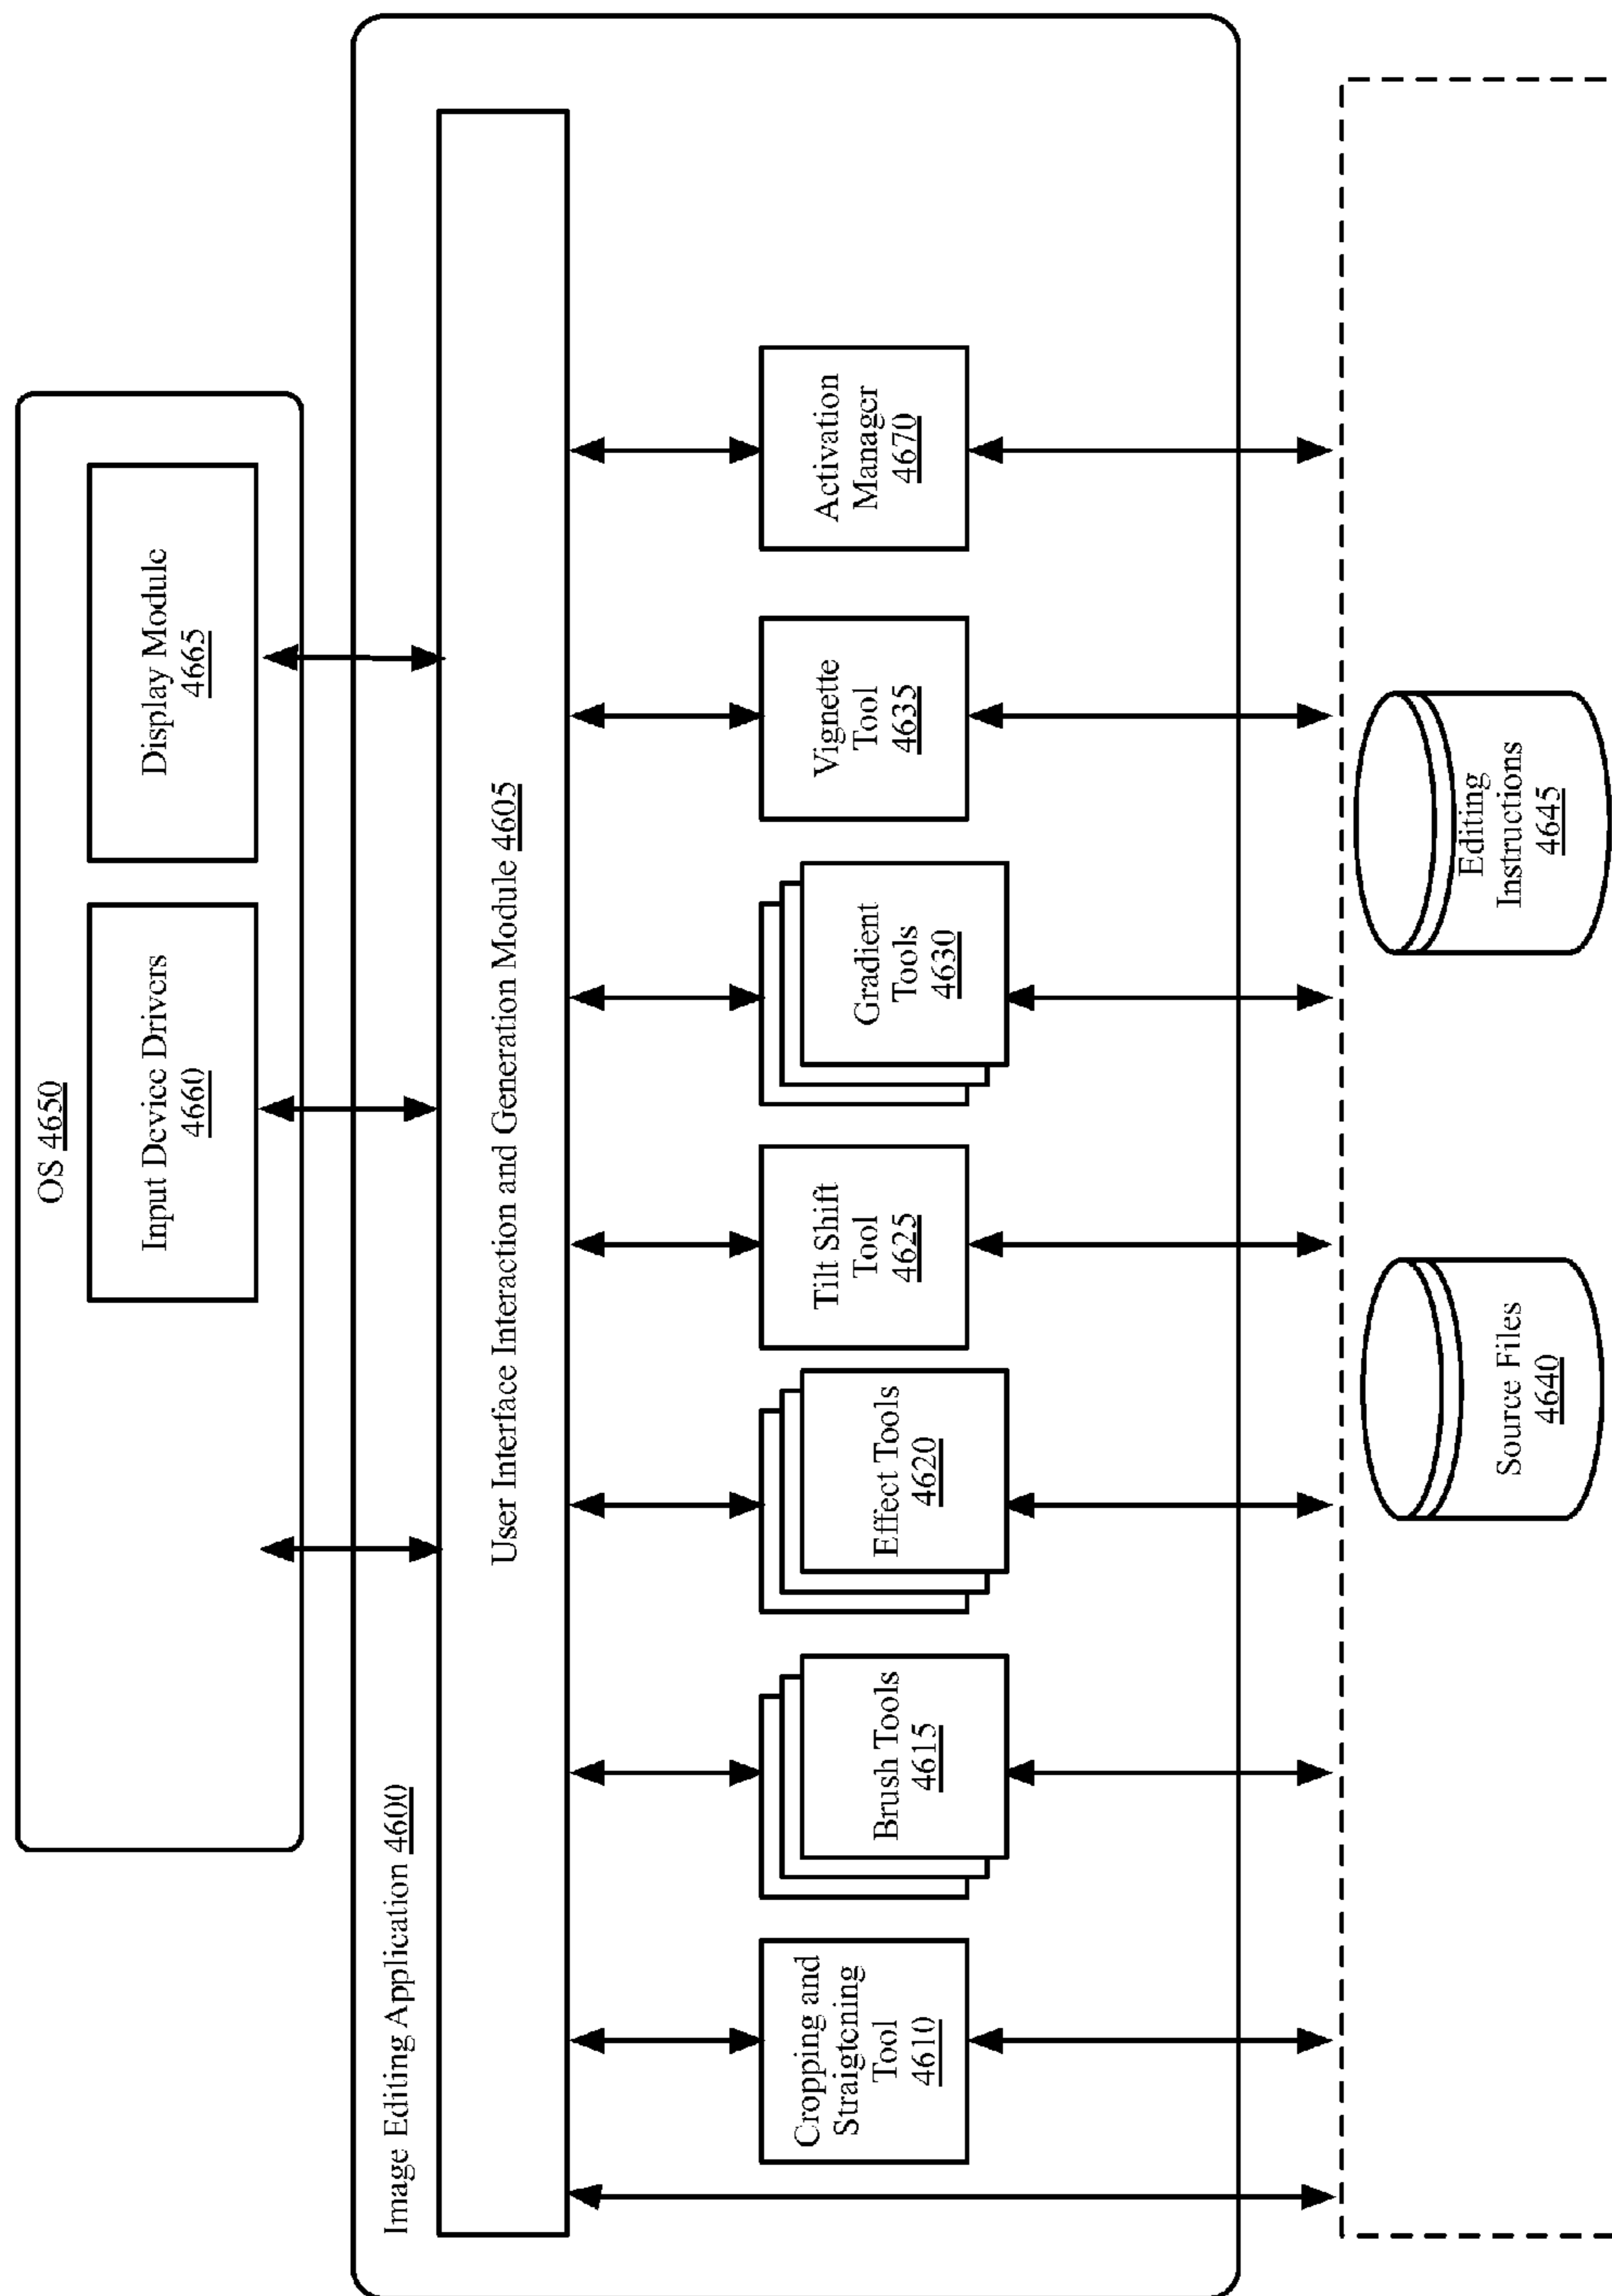 OS 4650
Input Device Drivers
4660
Display Module
4665
Image Editing Application 4600
User Interface Interaction and Generation Module 4605
Cropping and
Straigtening
Tool
4610
Brush Tools
4615
Effect Tools
4620
Tilt Shift
Tool
4625
Gradient
Tools
4630
Vignette
Tool
4635
Activation
Manager
4670
Source Files
4640
Editing
Instructions
4645